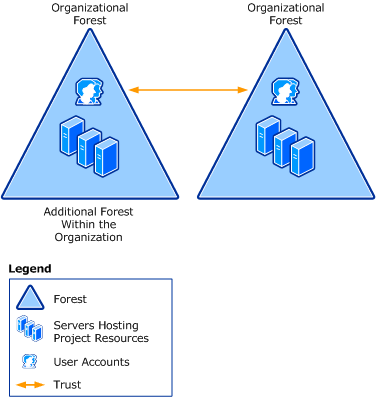 Organizational
Forest
Organizational
Forest
Additional Forest
Within the
Organization
Legend
Forest
Servers Hosting
Project Resources
User Accounts
Trust